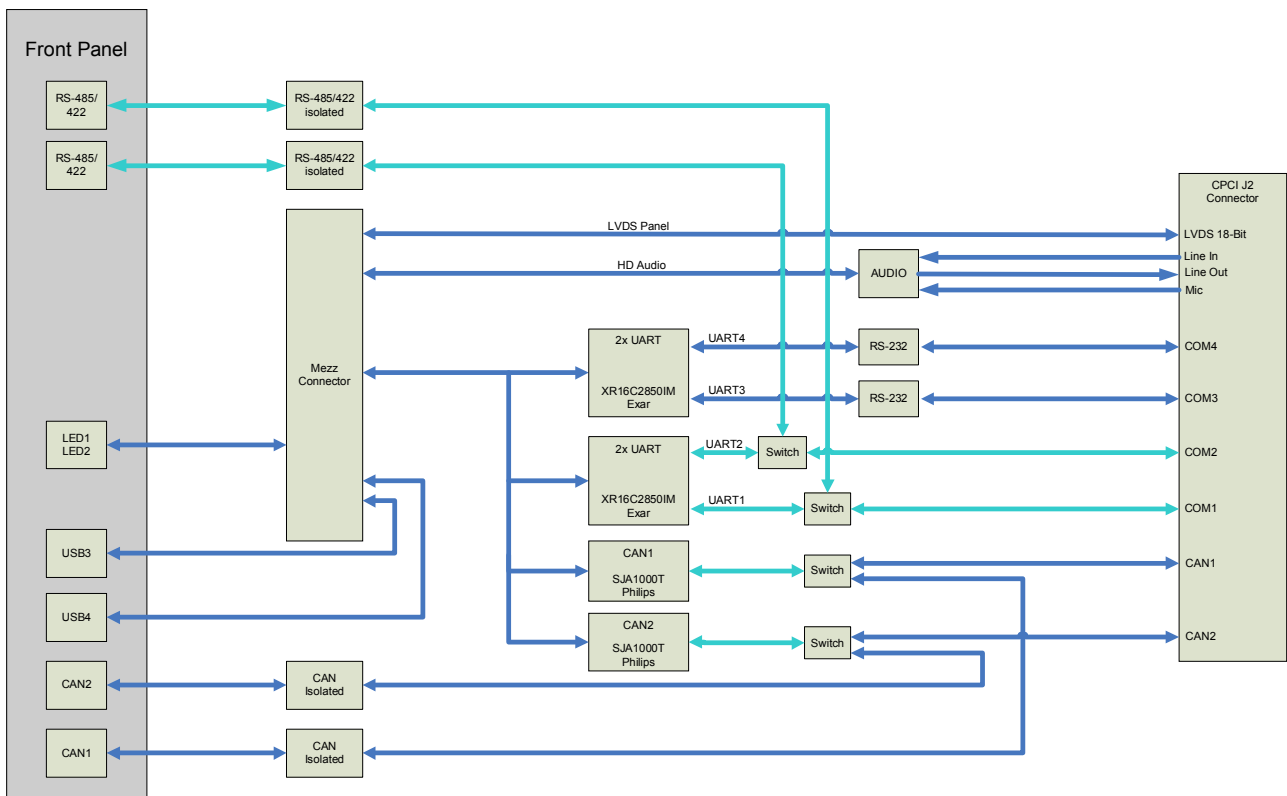 Front Panel
RS-485/
422
RS-485/422
isolated
RS-485/
422
RS-485/422
isolated
CPCI J2
Connector
LVDS Panel
LVDS 18-Bit
Line In
HD Audio
AUDIO
Line Out
Mic
2x UART
XR16C2850IM
Exar
UART4
RS-232
COM4
Mezz
Connector
UART3
RS-232
COM3
LED1
LED2
2x UART
XR16C2850IM
Exar
UART2
Switch
COM2
UART1
Switch
COM1
USB3
CAN1
SJA1000T
Philips
Switch
CAN1
USB4
CAN2
SJA1000T
Philips
Switch
CAN2
CAN2
CAN
Isolated
CAN1
CAN
Isolated